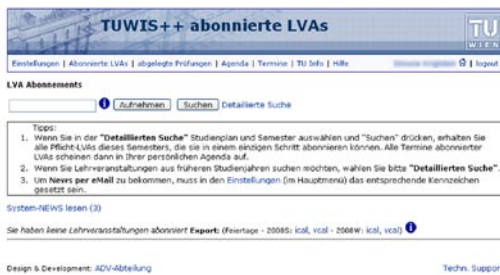 TUWIS++ abonnierte LVAs
TU
WIEN
Einstellungen | Abonnierte LVAs | abgelegte Prüfungen | Agenda | Termine | TU Info | Hilfe
| logout
LVA Abonnements
Aufnehmen Suchen Detailierte Suche
Tipps:
1. Wenn Sie in der "Detaillierten Suche" Studienplan und Semester auswählen und "Suchen" drücken, erhalten Sie
alle Pflicht-LVAs dieses Semesters, die sie in einem einzigen Schritt abonnieren können. Alle Termine abonnierter
LVAs scheinen dann in Ihrer persönlichen Agenda auf.
2. Wenn Sie Lehrveranstaltungen aus früheren Studienjahren suchen möchten, wählen Sie bitte "Detaillierte Suche".
3. Um News per eMail zu bekommen, muss in den Einstellungen (im Hauptmenü) das entsprechende Kennzeichen
gesetzt sein.
System-NEWS lesen (3)
Sie haben keine Lehrveranstaltungen abonniert Export: (Feiertage - 2008S: ical, vcal - 2008W: ical, vcal)
Design & Development: ADV-Abteilung
Techn. Support